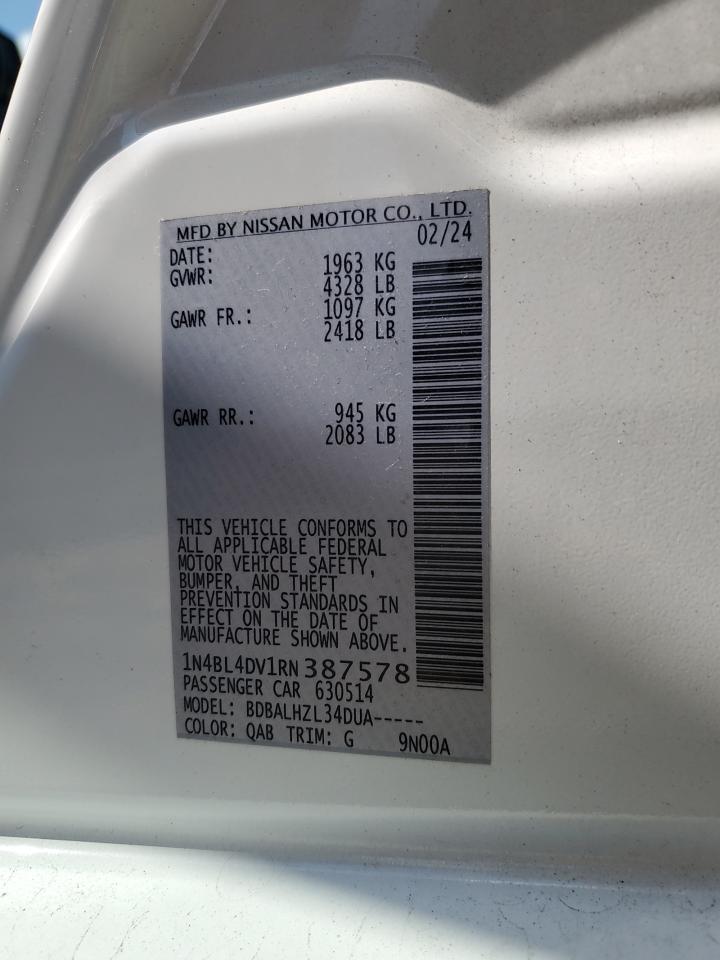 MFD BY NISSAN MOTOR CO., LTD.
DATE: 02/24
GVWR: 1963 KG
4328 LB
GAWR FR.: 1097 KG
2418 LB
GAWR RR.: 945 KG
2083 LB
THIS VEHICLE CONFORMS TO
ALL APPLICABLE FEDERAL
MOTOR VEHICLE SAFETY,
BUMPER, AND THEFT
PREVENTION STANDARDS IN
EFFECT ON THE DATE OF
MANUFACTURE SHOWN ABOVE.
1N4BL4DV1RN387578
PASSENGER CAR 630514
MODEL: BDBALHZL34DUA-----
COLOR: QAB TRIM: G 9N00A